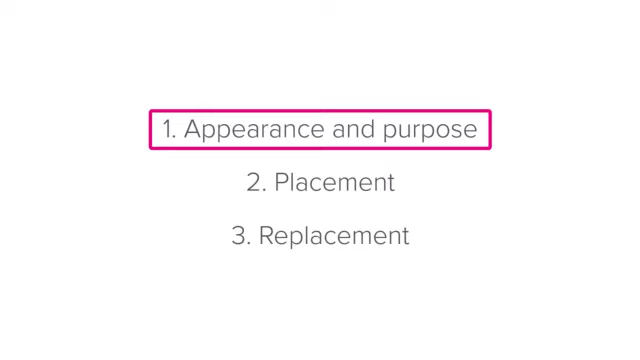 1. Appearance and purpose
2. Placement
3. Replacement